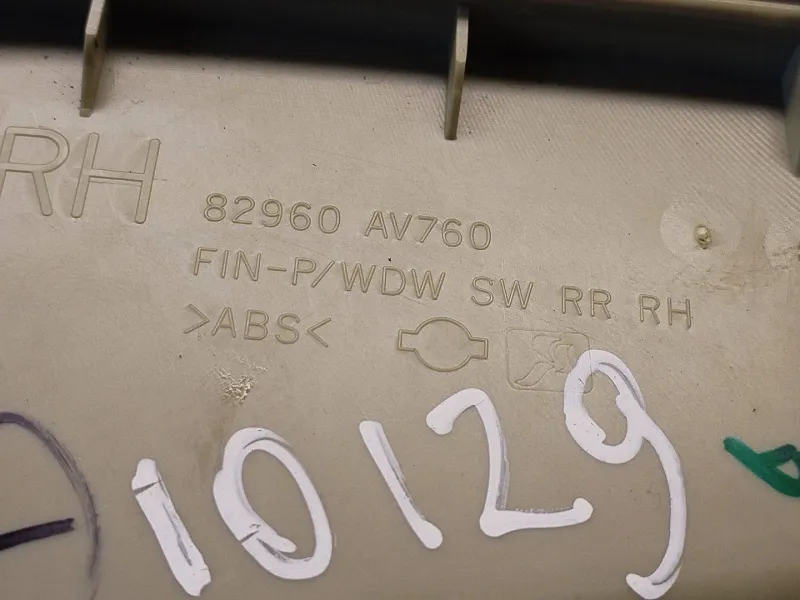 RH
82960 AV760
FIN-P/WDW SW RR RH
>ABS<
10129